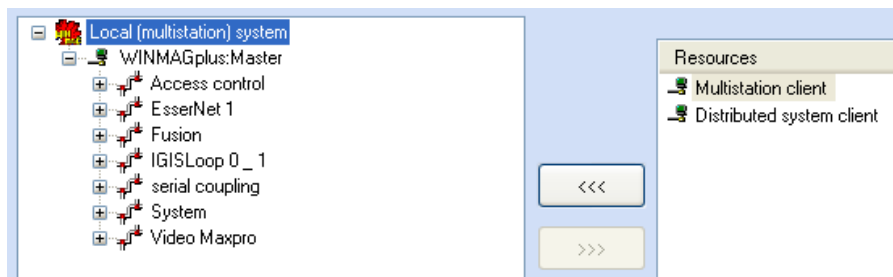 Local (multistation) system
WINMAGplus:Master
Access control
EsserNet 1
Fusion
IGISLoop 0 _ 1
serial coupling
System
Video Maxpro
<<<
>>>
Resources
Multistation client
Distributed system client